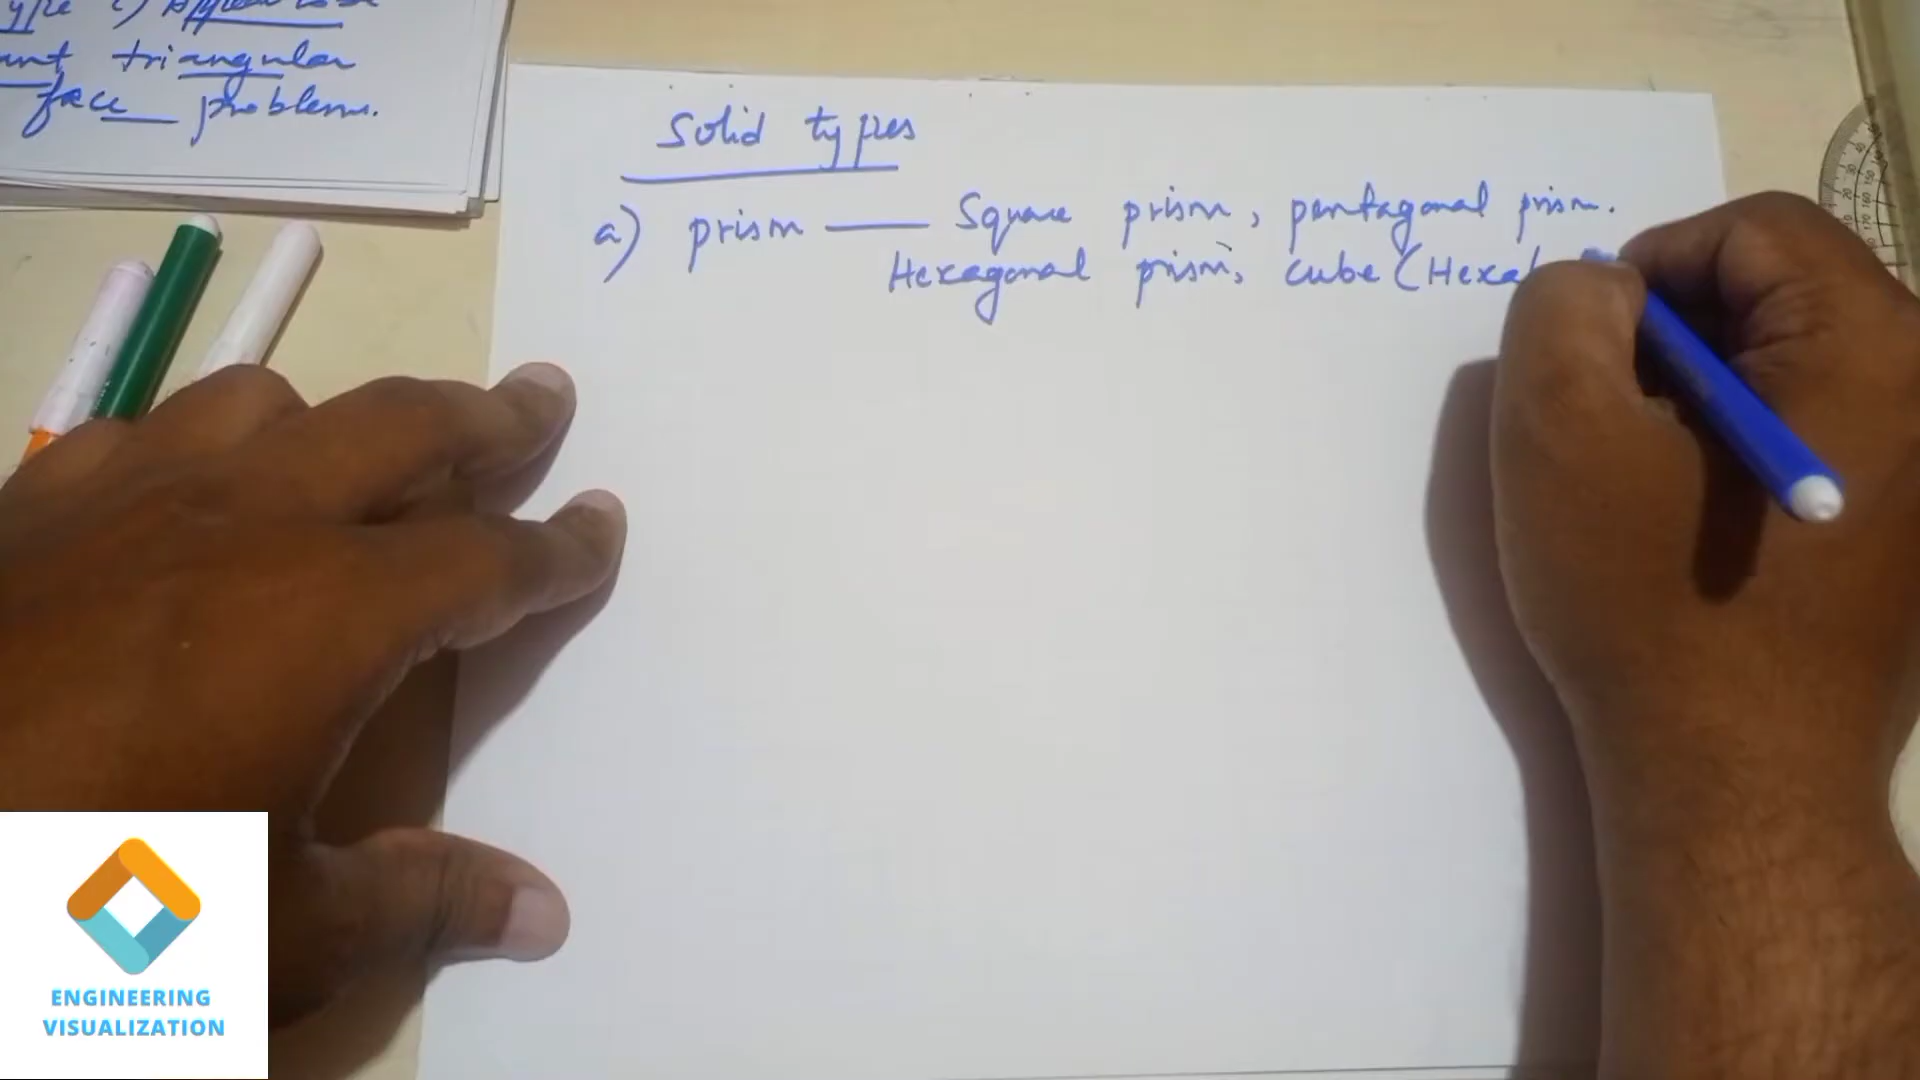 triangular
face problems.
Solid types
a) prism — Square prism, pentagonal prism.
Hexagonal prism, cube (Hexa
ENGINEERING
VISUALIZATION